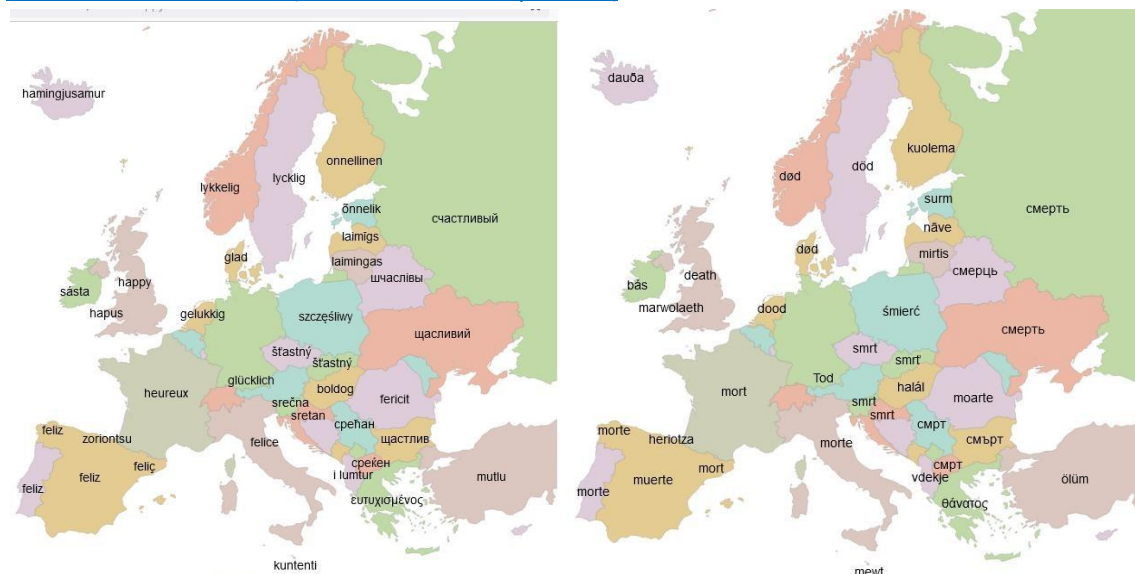 hamingjusamur
onnellinen
lykkelig
lycklig
õnnelik
счастливый
laimīgs
glad
laimingas
шчаслівы
happy
sásta
hapus
gelukkig
szczęśliwy
щасливий
šťastný
šťastný
glücklich
boldog
heureux
fericit
srečna
sretan
срећан
feliz
zoriontsu
felice
щастлив
feliç
среќен
feliz
i lumtur
mutlu
feliz
ευτυχισμένος
kuntenti
dauða
kuolema
død
död
surm
смерть
nāve
død
mirtis
смерць
death
bás
marwolaeth
dood
śmierć
смерть
smrt
smrť
Tod
halál
mort
moarte
smrt
smrt
смрт
morte
heriotza
morte
смърт
mort
смрт
muerte
vdekje
ölüm
morte
θάνατος
mewt